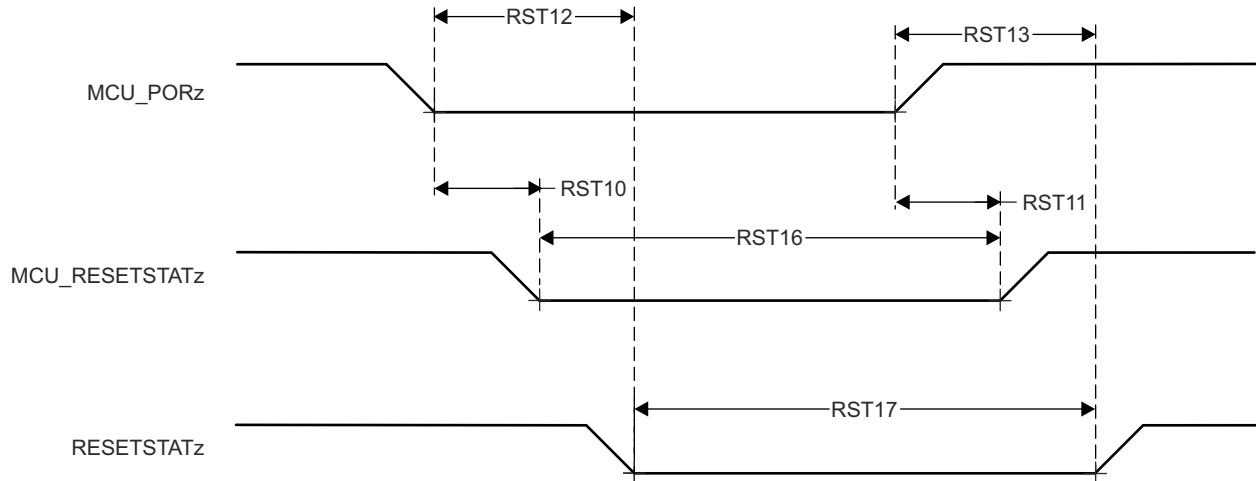 RST12
RST13
MCU_PORz
RST10
RST11
RST16
MCU_RESETSTATz
RST17
RESETSTATz